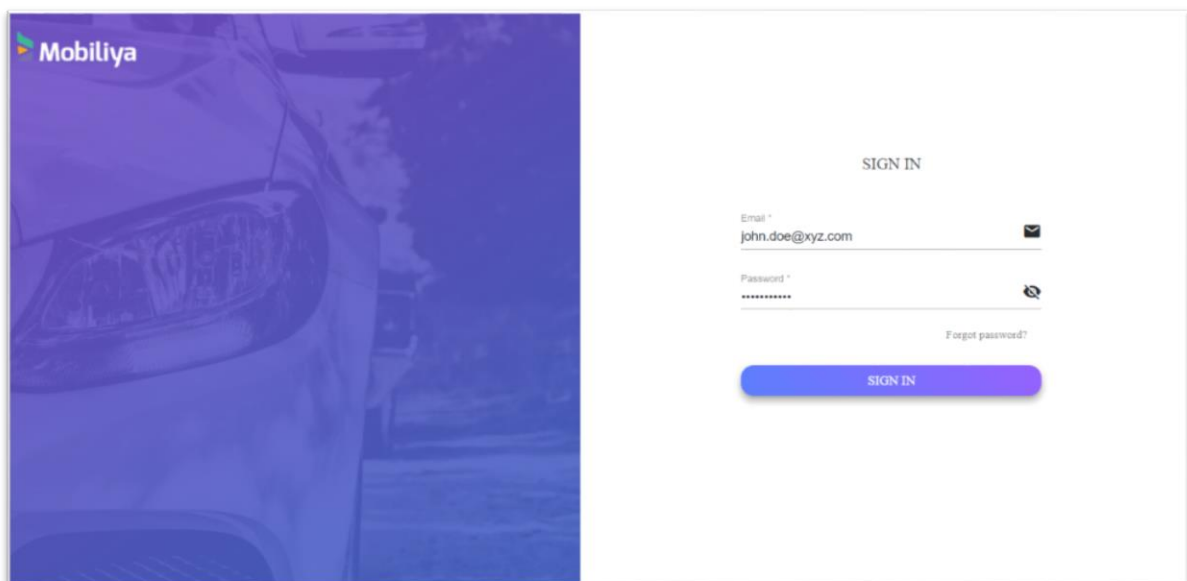 Mobiliya
SIGN IN
Email *
john.doe@xyz.com
Password *
•••••••••••
Forgot password?
SIGN IN